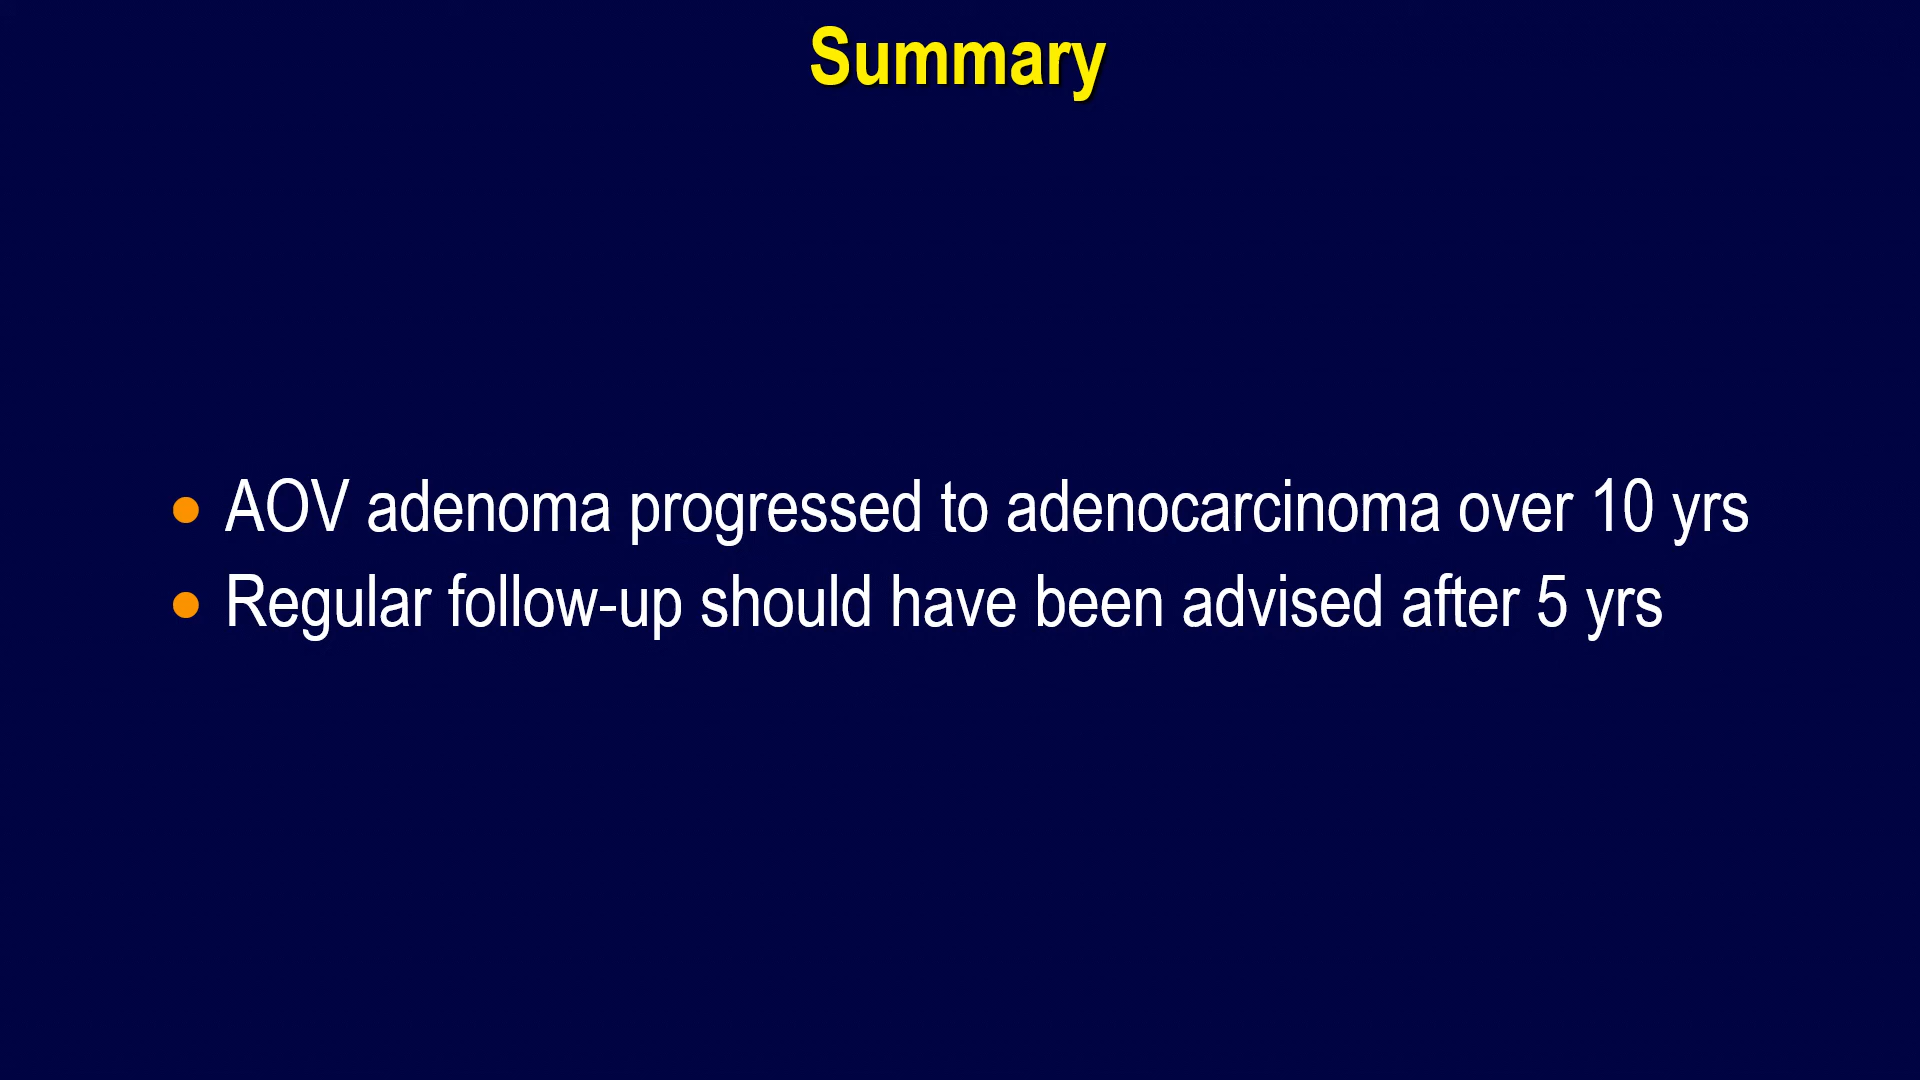 Summary
• AOV adenoma progressed to adenocarcinoma over 10 yrs
• Regular follow-up should have been advised after 5 yrs